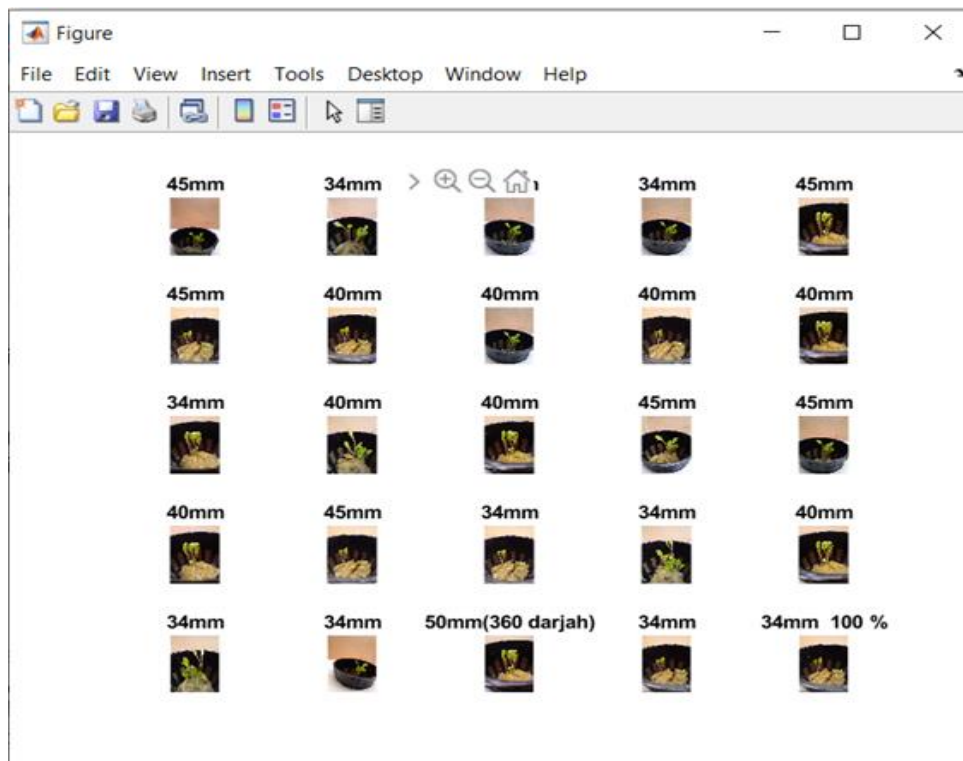 Figure
File Edit View Insert Tools Desktop Window Help
45mm 34mm 34mm 45mm
45mm 40mm 40mm 40mm 40mm
34mm 40mm 40mm 45mm 45mm
40mm 45mm 34mm 34mm 40mm
34mm 34mm 50mm(360 darjah) 34mm 34mm 100 %